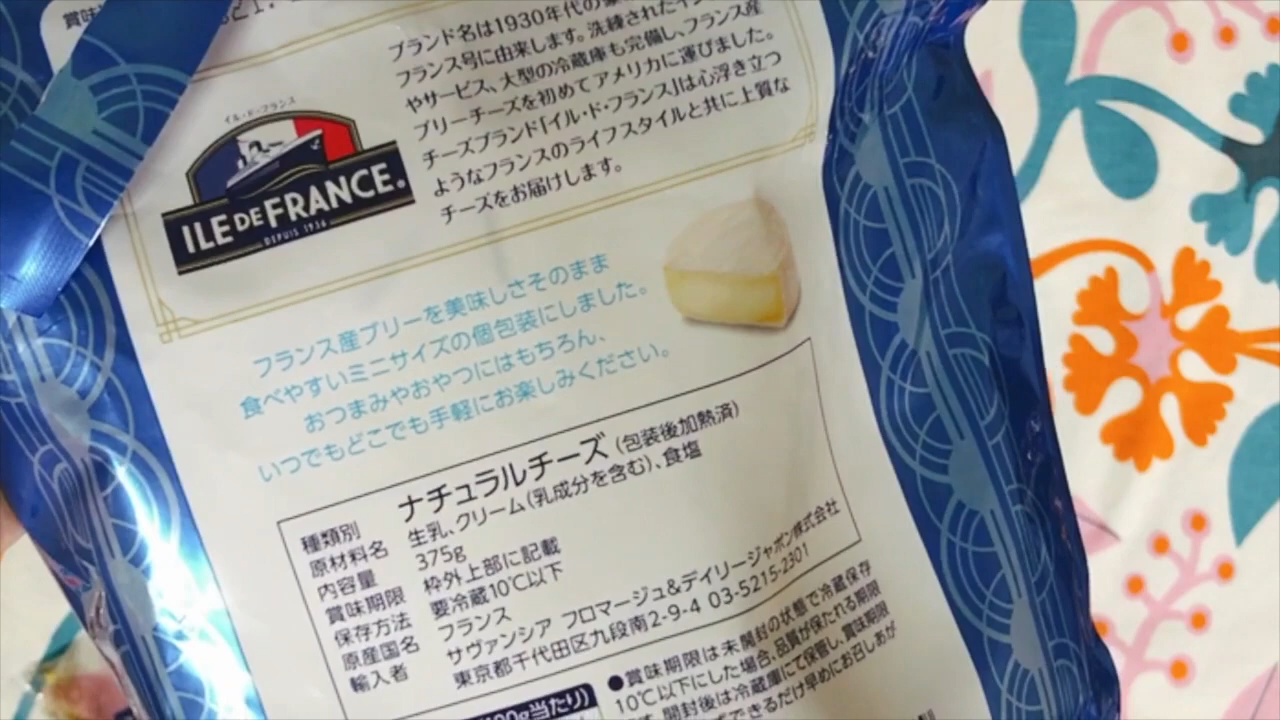 ブランド名は1930年代の
フランス号に由来します。洗練された
やサービス、大型の冷蔵庫も完備し、フランス産
ブリーチーズを初めてアメリカに運びました。
チーズブランド「イル・ド・フランス」は心浮き立つ
ようなフランスのライフスタイルと共に上質な
チーズをお届けします。
イル・ド・フランス
ILE DE FRANCE®
DEPUIS 1936
フランス産ブリーを美味しさそのまま
食べやすいミニサイズの個包装にしました。
おつまみやおやつにはもちろん、
いつでもどこでも手軽にお楽しみください。
種類別 ナチュラルチーズ (包装後加熱済)
原材料名 生乳、クリーム(乳成分を含む)、食塩
内容量 375g
賞味期限 枠外上部に記載
保存方法 要冷蔵10℃以下
原産国名 フランス
輸入者 サヴァンシア フロマージュ&デイリージャポン株式会社
東京都千代田区九段南2-9-4 03-5215-2301
00g当たり)
●賞味期限は未開封の状態で冷蔵保存
10℃以下にした場合、品質が保たれる期限
す。開封後は冷蔵庫にて保管し、賞味期限
できるだけ早めにお召しあが